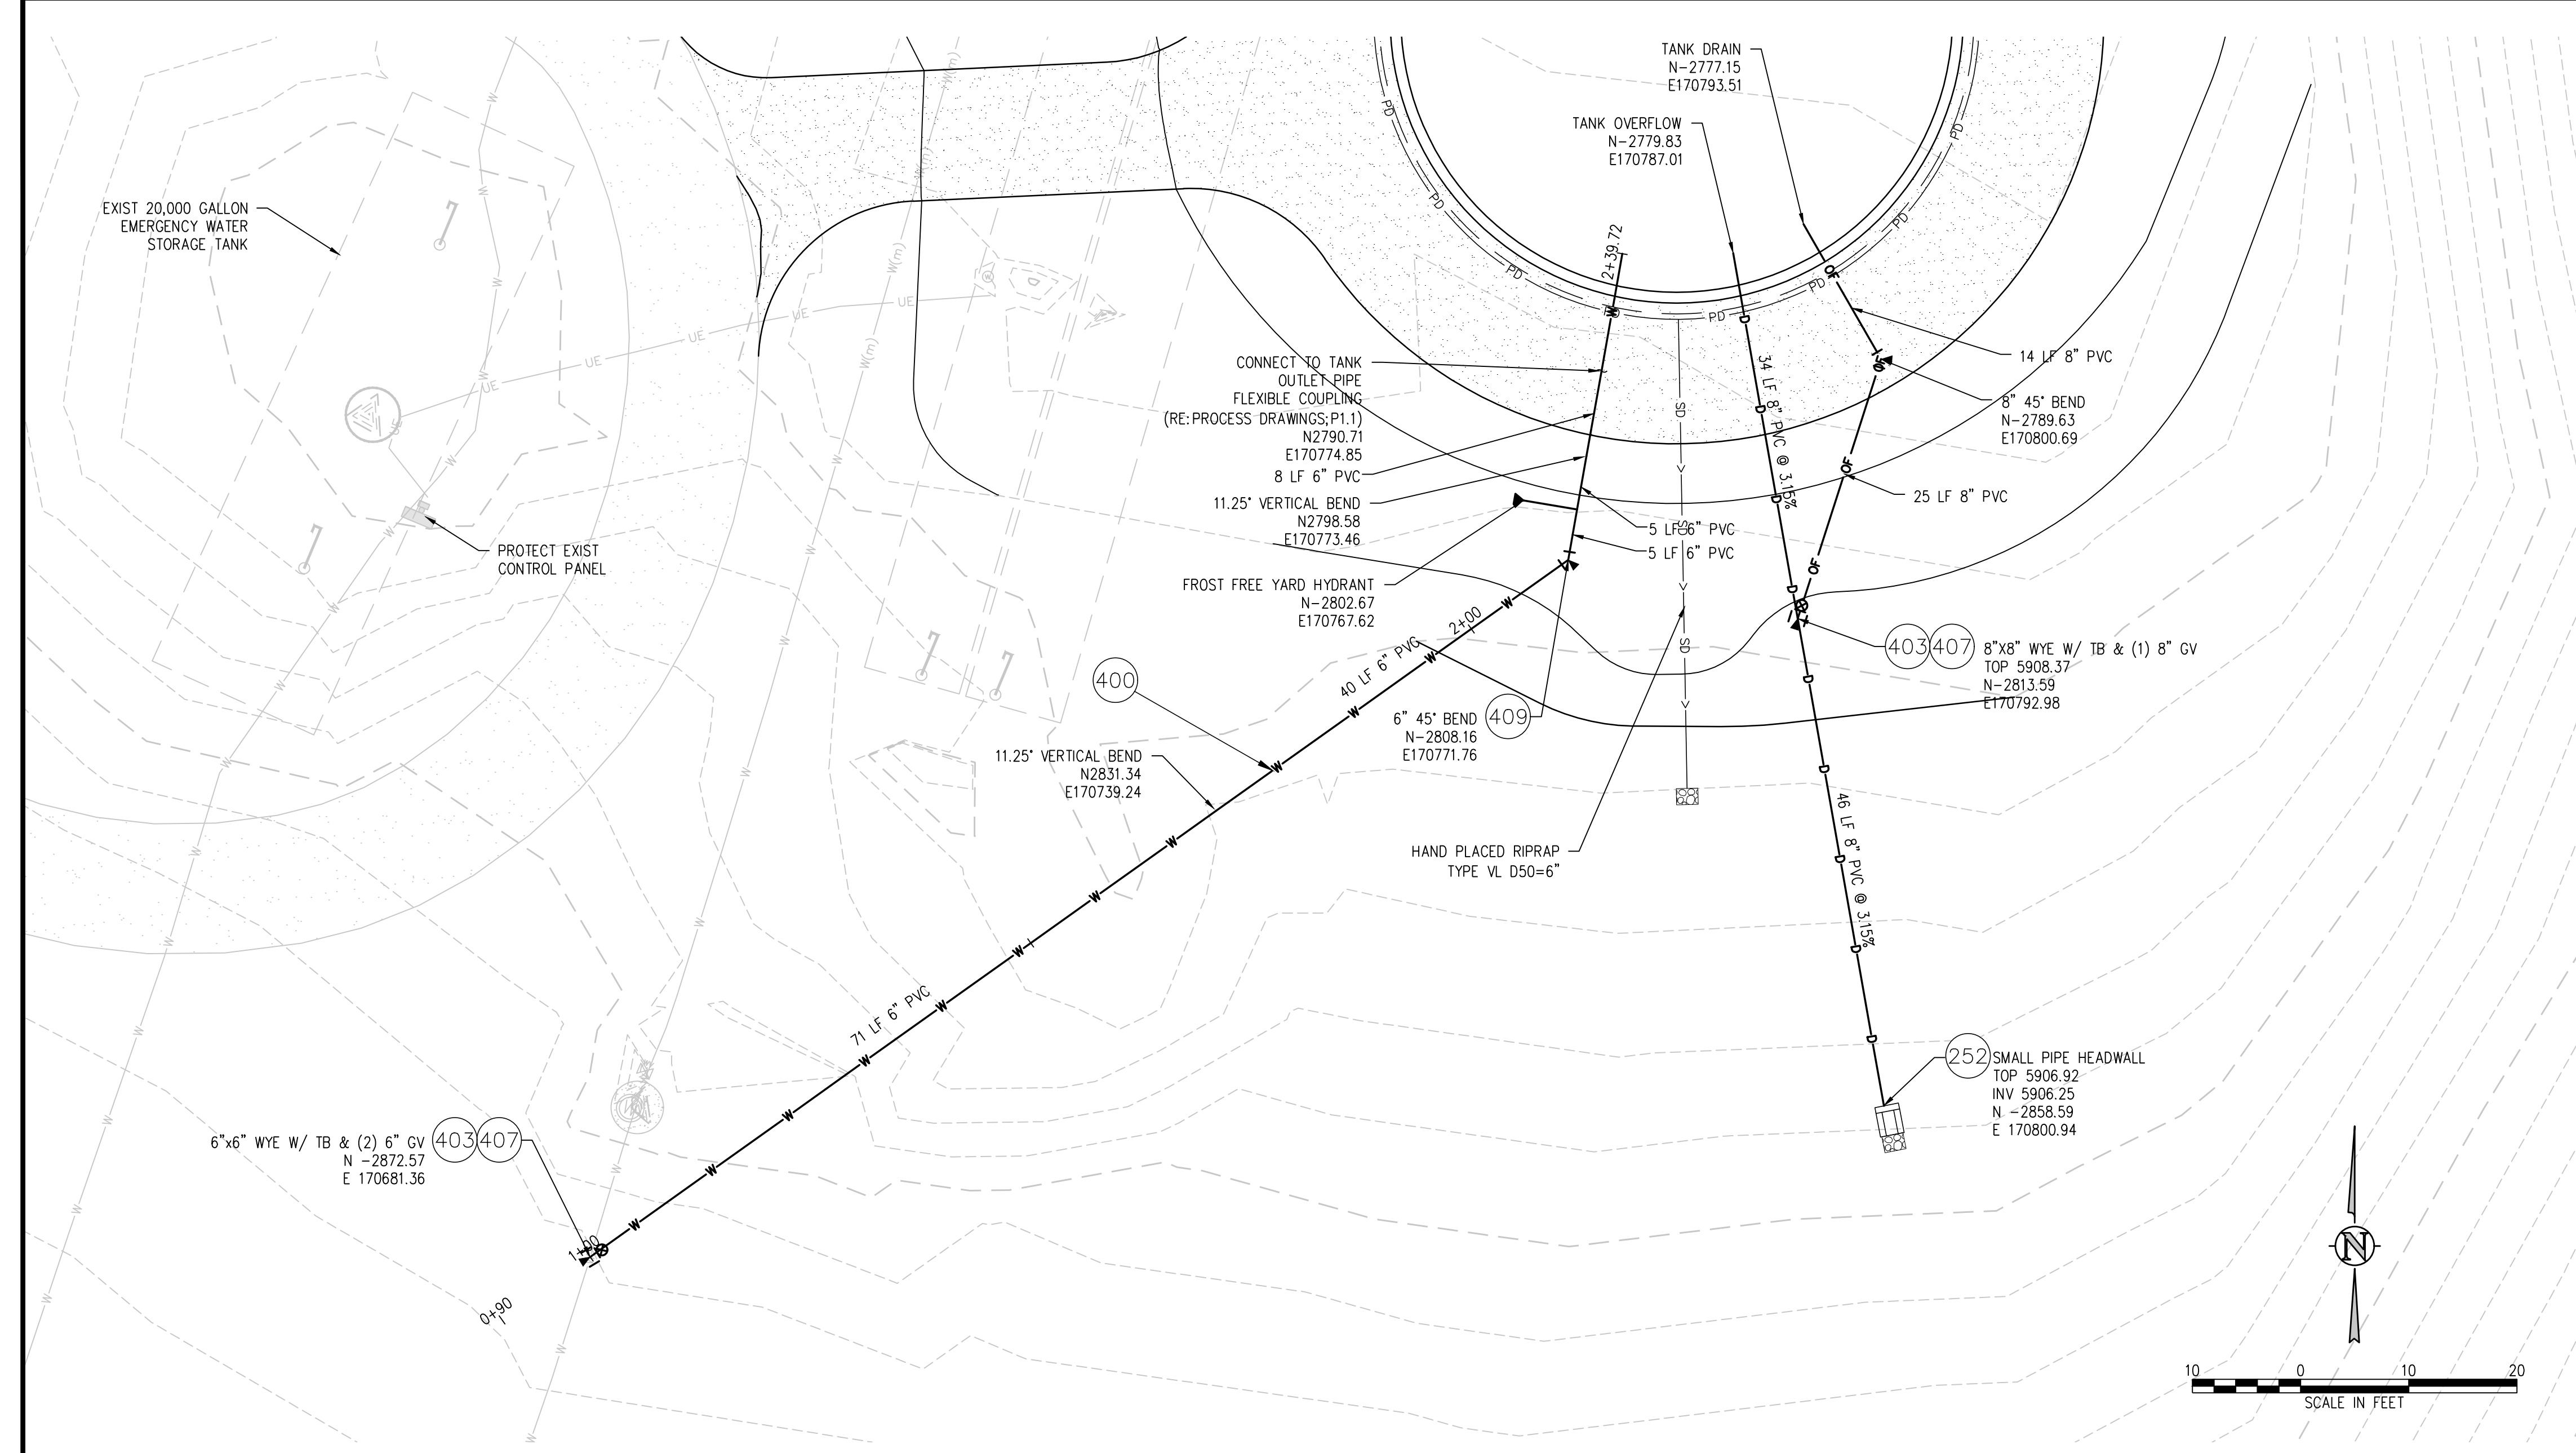 TANK DRAIN
N-2777.15
E170793.51
TANK OVERFLOW
N-2779.83
E170787.01
EXIST 20,000 GALLON
EMERGENCY WATER
STORAGE TANK
PROTECT EXIST
CONTROL PANEL
2+39.72
CONNECT TO TANK
OUTLET PIPE
FLEXIBLE COUPLING
(RE:PROCESS DRAWINGS;P1.1)
N2790.71
E170774.85
8 LF 6" PVC
11.25° VERTICAL BEND
N2798.58
E170773.46
FROST FREE YARD HYDRANT
N-2802.67
E170767.62
5 LF 6" PVC
5 LF 6" PVC
34 LF 8" PVC @ 3.15%
14 LF 8" PVC
8" 45° BEND
N-2789.63
E170800.69
25 LF 8" PVC
403 407 8"X8" WYE W/ TB & (1) 8" GV
TOP 5908.37
N-2813.59
E170792.98
2+00
40 LF 6" PVC
400
6" 45° BEND 409
N-2808.16
E170771.76
11.25° VERTICAL BEND
N2831.34
E170739.24
HAND PLACED RIPRAP
TYPE VL D50=6"
46 LF 8" PVC @ 3.15%
71 LF 6" PVC
252 SMALL PIPE HEADWALL
TOP 5906.92
INV 5906.25
N -2858.59
E 170800.94
6"x6" WYE W/ TB & (2) 6" GV 403 407
N -2872.57
E 170681.36
1+00
0+90
PD
PD
PD
PD
PD
PD
PD
SD
SD
SD
UE
UE
UE
UE
UE
UE
W(m)
W(m)
W(m)
W(m)
W
W
W
W
W
W
W
W
W
W
W
W
W
D
D
D
D
D
D
D
D
D
OF
OF
OF
OF
N
10 0 10 20
SCALE IN FEET